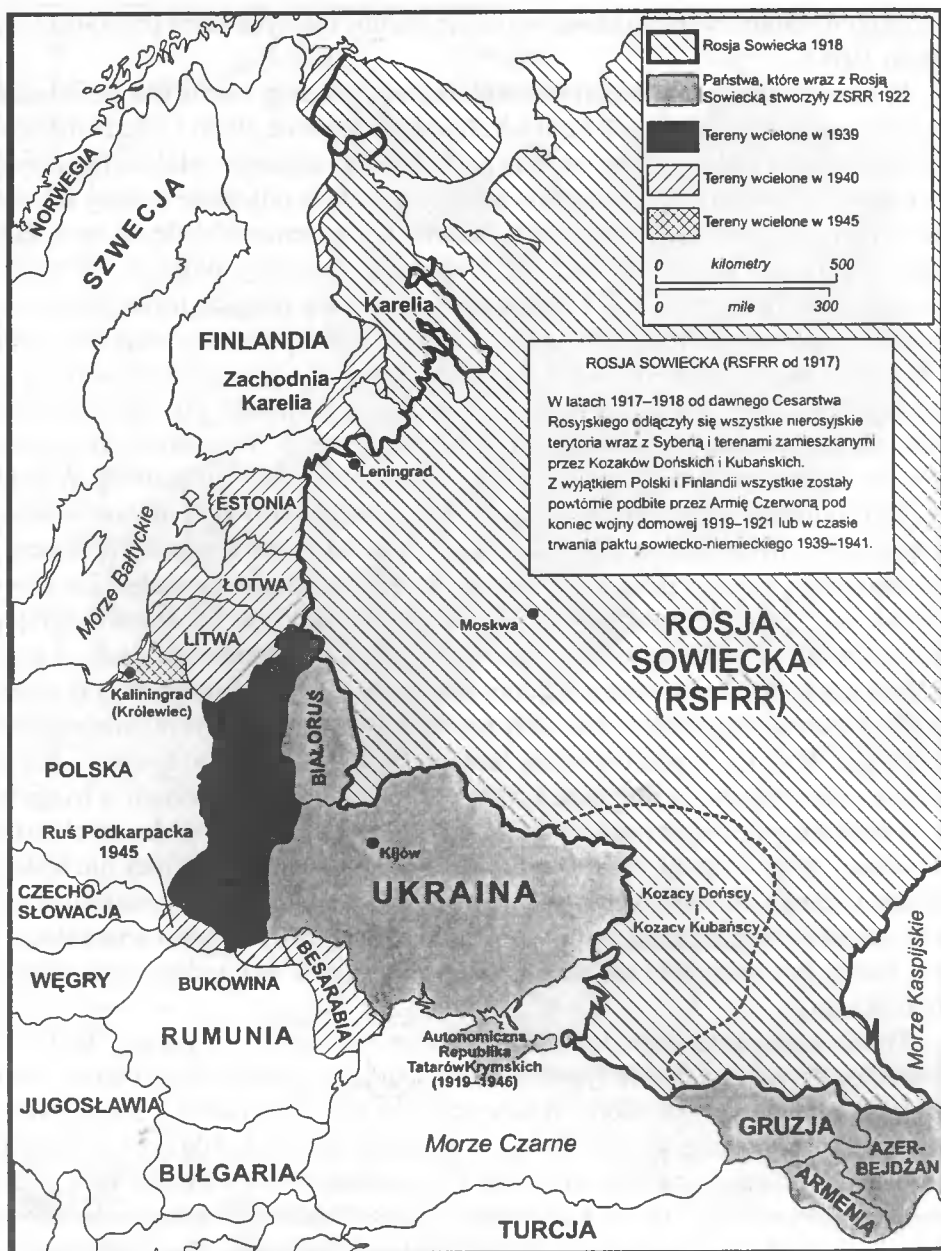 Rosja Sowiecka 1918
Państwa, które wraz z Rosją
Sowiecką stworzyły ZSRR 1922
Tereny wcielone w 1939
Tereny wcielone w 1940
Tereny wcielone w 1945
0 kilometry 500
0 mile 300
ROSJA SOWIECKA (RSFRR od 1917)
W latach 1917–1918 od dawnego Cesarstwa
Rosyjskiego odłączyły się wszystkie nierosyjskie
terytoria wraz z Syberią i terenami zamieszkanymi
przez Kozaków Dońskich i Kubańskich.
Z wyjątkiem Polski i Finlandii wszystkie zostały
powtórnie podbite przez Armię Czerwoną pod
koniec wojny domowej 1919–1921 lub w czasie
trwania paktu sowiecko-niemieckiego 1939–1941.
NORWEGIA
SZWECJA
FINLANDIA
Karelia
Zachodnia
Karelia
Leningrad
ESTONIA
Morze Bałtyckie
ŁOTWA
LITWA
Kaliningrad
(Królewiec)
Moskwa
ROSJA
SOWIECKA
(RSFRR)
BIAŁORUŚ
POLSKA
Ruś Podkarpacka
1945
Kijów
UKRAINA
CZECHO-
SŁOWACJA
Kozacy Dońscy
i
Kozacy Kubańscy
WĘGRY
BUKOWINA
BESARABIA
RUMUNIA
Autonomiczna
Republika
Tatarów Krymskich
(1919–1946)
Morze Kaspijskie
JUGOSŁAWIA
Morze Czarne
GRUZJA
AZER-
BEJDŻAN
ARMENIA
BUŁGARIA
TURCJA